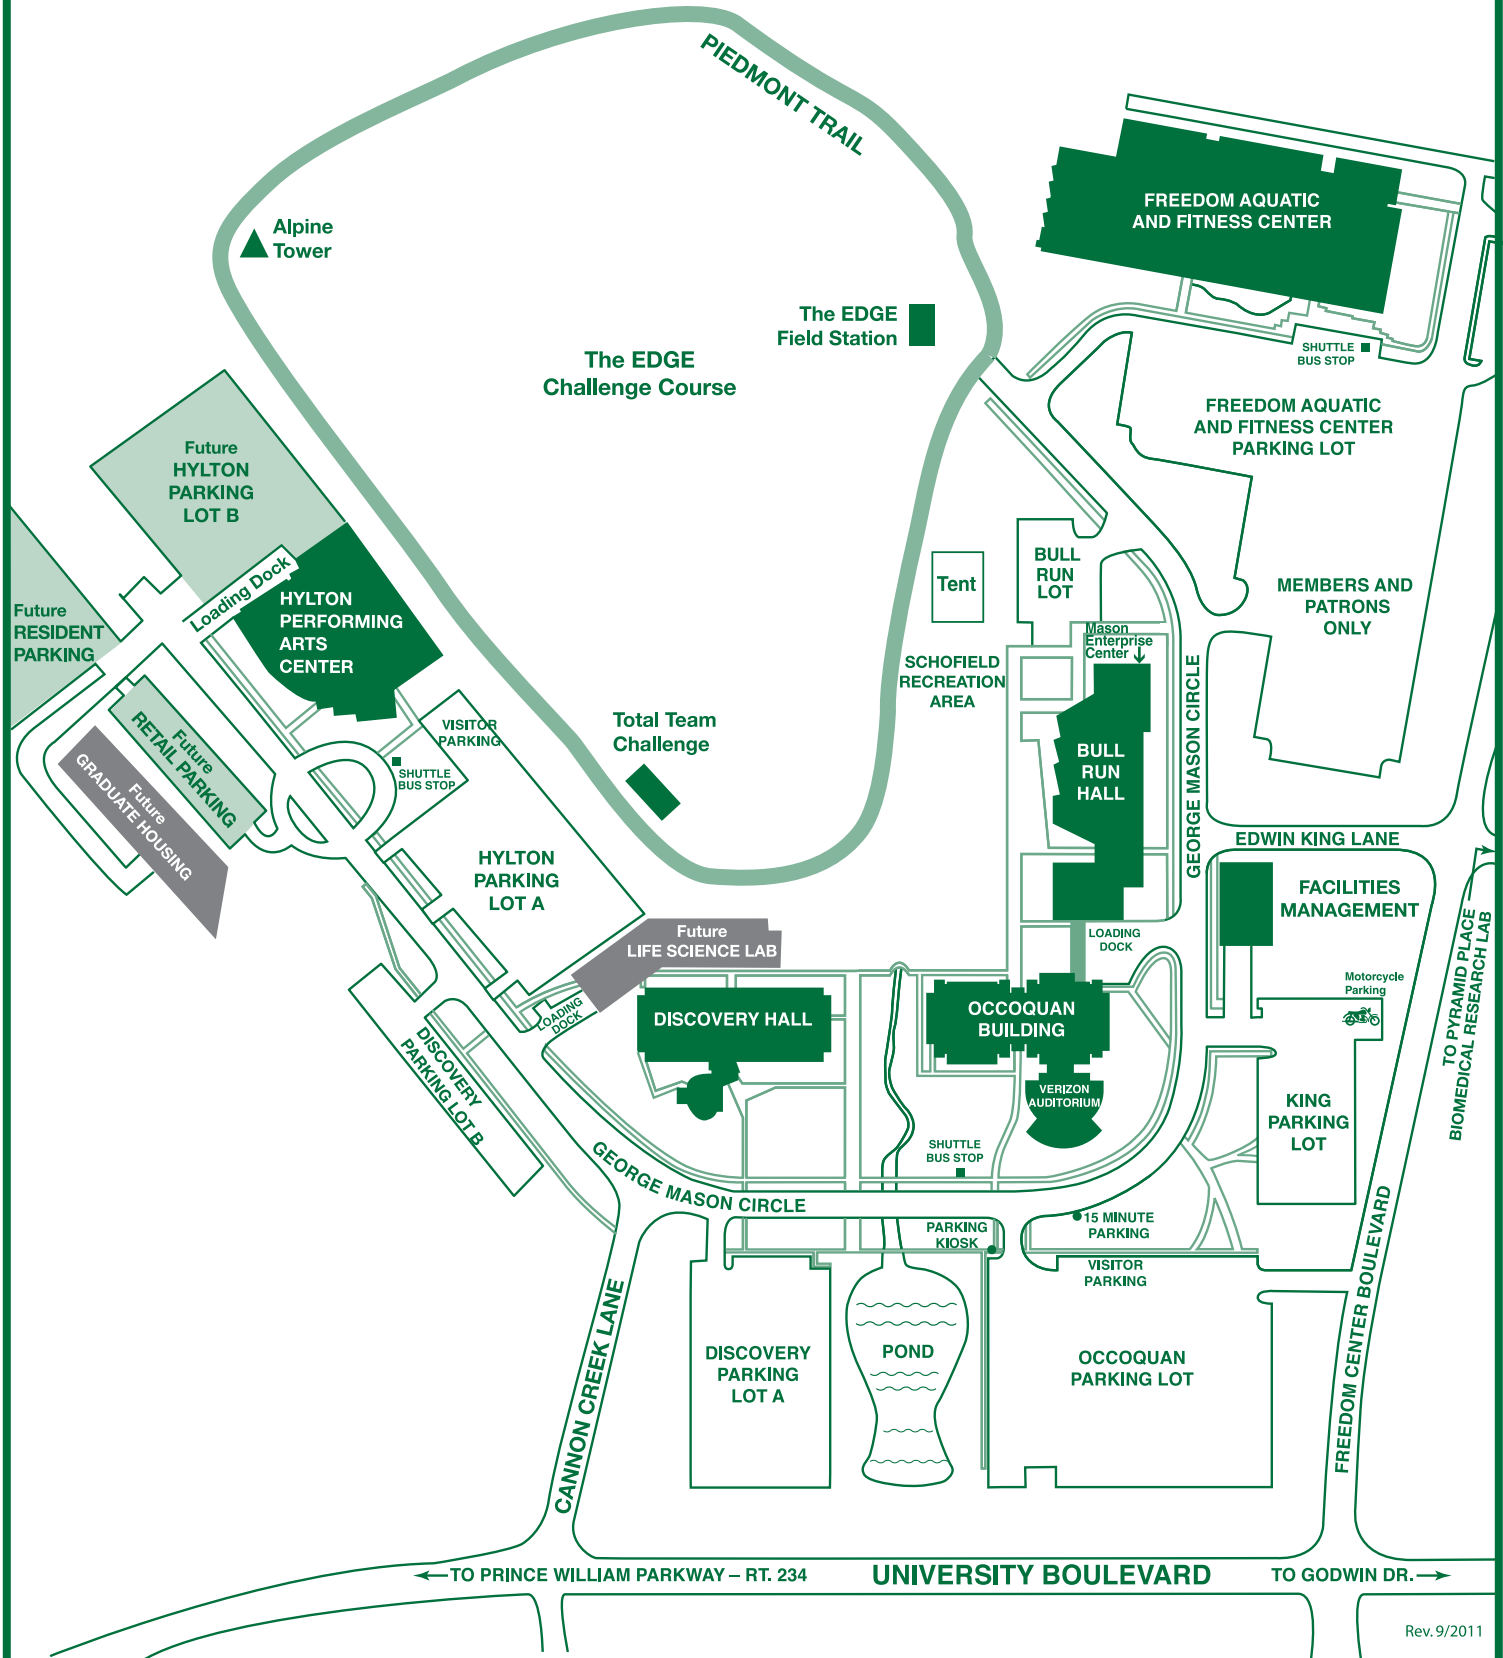 PIEDMONT TRAIL
Alpine
Tower
FREEDOM AQUATIC
AND FITNESS CENTER
The EDGE
Field Station
The EDGE
Challenge Course
SHUTTLE
BUS STOP
FREEDOM AQUATIC
AND FITNESS CENTER
PARKING LOT
Future
HYLTON
PARKING
LOT B
Loading Dock
BULL
RUN
LOT
Tent
MEMBERS AND
PATRONS
ONLY
Future
RESIDENT
PARKING
HYLTON
PERFORMING
ARTS
CENTER
Mason
Enterprise
Center
SCHOFIELD
RECREATION
AREA
GEORGE MASON CIRCLE
Future
RETAIL PARKING
Future
GRADUATE HOUSING
VISITOR
PARKING
SHUTTLE
BUS STOP
Total Team
Challenge
BULL
RUN
HALL
EDWIN KING LANE
HYLTON
PARKING
LOT A
FACILITIES
MANAGEMENT
Future
LIFE SCIENCE LAB
LOADING
DOCK
TO PYRAMID PLACE
BIOMEDICAL RESEARCH LAB
Motorcycle
Parking
LOADING
DOCK
DISCOVERY HALL
OCCOQUAN
BUILDING
DISCOVERY
PARKING LOT B
VERIZON
AUDITORIUM
KING
PARKING
LOT
SHUTTLE
BUS STOP
GEORGE MASON CIRCLE
PARKING
KIOSK
15 MINUTE
PARKING
VISITOR
PARKING
CANNON CREEK LANE
FREEDOM CENTER BOULEVARD
DISCOVERY
PARKING
LOT A
POND
OCCOQUAN
PARKING LOT
TO PRINCE WILLIAM PARKWAY – RT. 234
UNIVERSITY BOULEVARD
TO GODWIN DR.
Rev. 9/2011